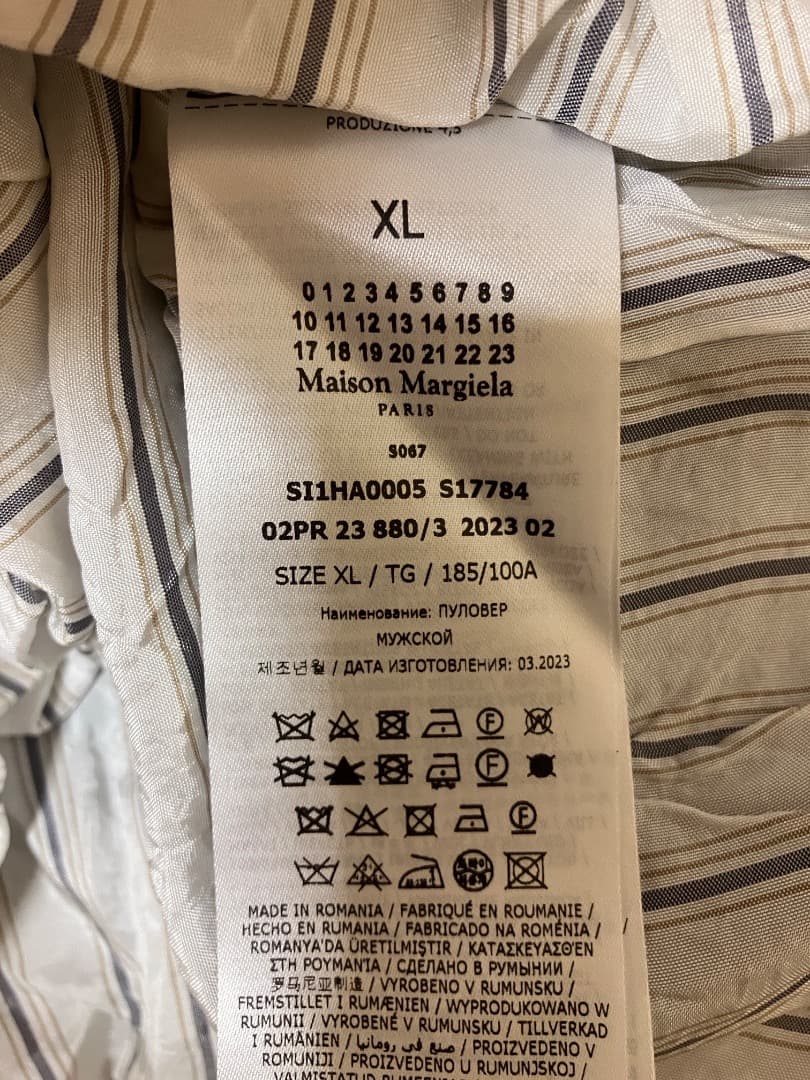 PRODUZIONE 4,5
XL
0 1 2 3 4 5 6 7 8 9
10 11 12 13 14 15 16
17 18 19 20 21 22 23
Maison Margiela
PARIS
S067
SI1HA0005 S17784
02PR 23 880/3 2023 02
SIZE XL / TG / 185/100A
Наименование: ПУЛОВЕР
МУЖСКОЙ
제조년월 / ДАТА ИЗГОТОВЛЕНИЯ: 03.2023
F W
F
F
MADE IN ROMANIA / FABRIQUÉ EN ROUMANIE /
HECHO EN RUMANIA / FABRICADO NA ROMÉNIA /
ROMANYA'DA ÜRETILMIŞTIR / ΚΑΤΑΣΚΕΥΑΣΘ'ΕΝ
ΣΤΗ ΡΟΥΜΑΝ'ΙΑ / СДЕЛАНО В РУМЫНИИ /
罗马尼亚制造 / VYROBENO V RUMUNSKU /
FREMSTILLET I RUMÆNIEN / WYPRODUKOWANO W
RUMUNII / VYROBENÉ V RUMUNSKU / TILLVERKAD
I RUMÄNIEN / صنع في رومانيا / PROIZVEDENO V
ROMUNIJI / PROIZVEDENO U RUMUNJSKOJ /
VALMISTATUD